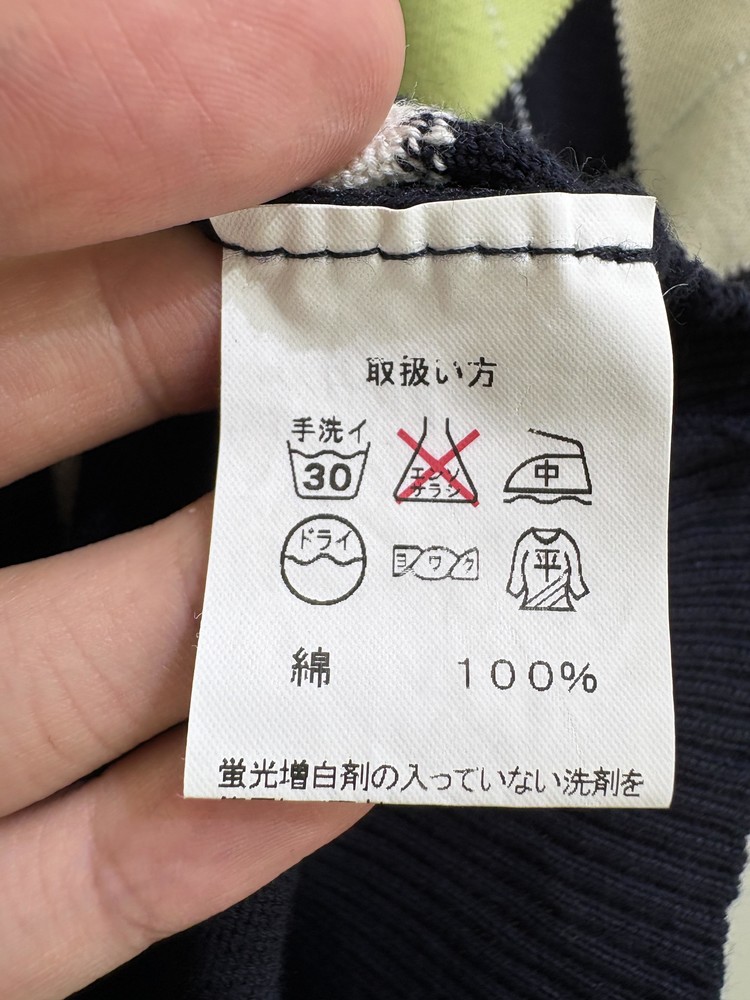 取扱い方
手洗イ
30
エンソ
サラシ
中
ドライ
ヨワク
平
綿 100%
蛍光増白剤の入っていない洗剤を